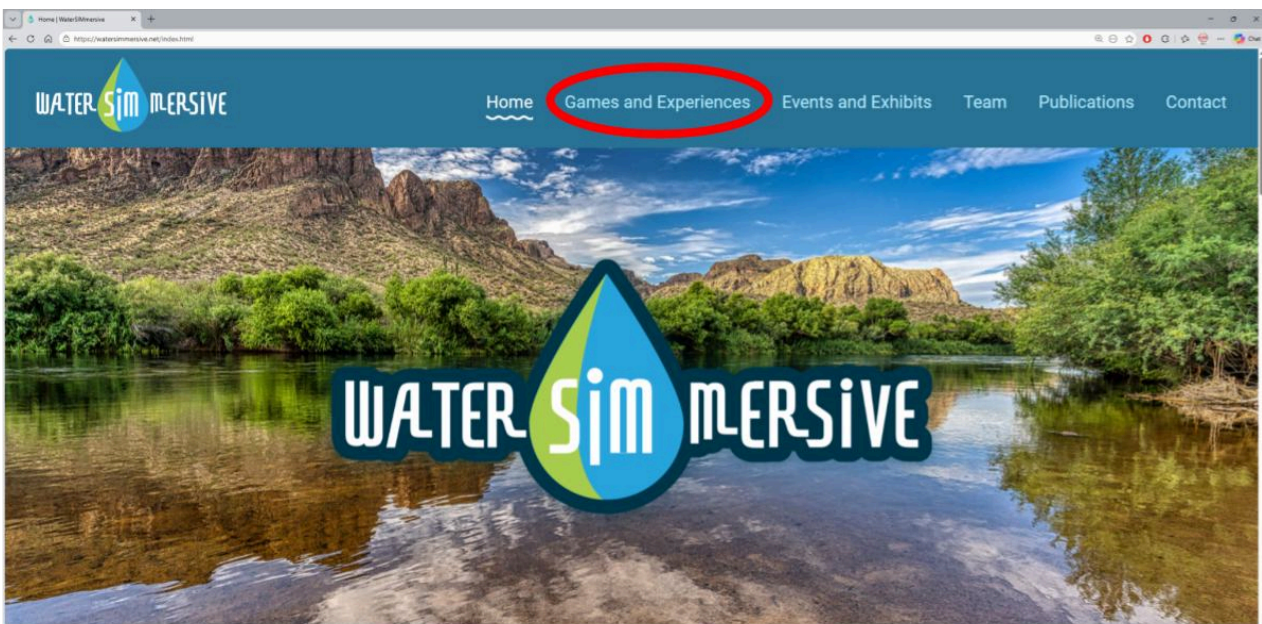 Home | WaterSIMmersive
https://watersimmersive.net/index.html
Chat
WATER SiM MERSiVE
Home Games and Experiences Events and Exhibits Team Publications Contact
WATER SiM MERSiVE